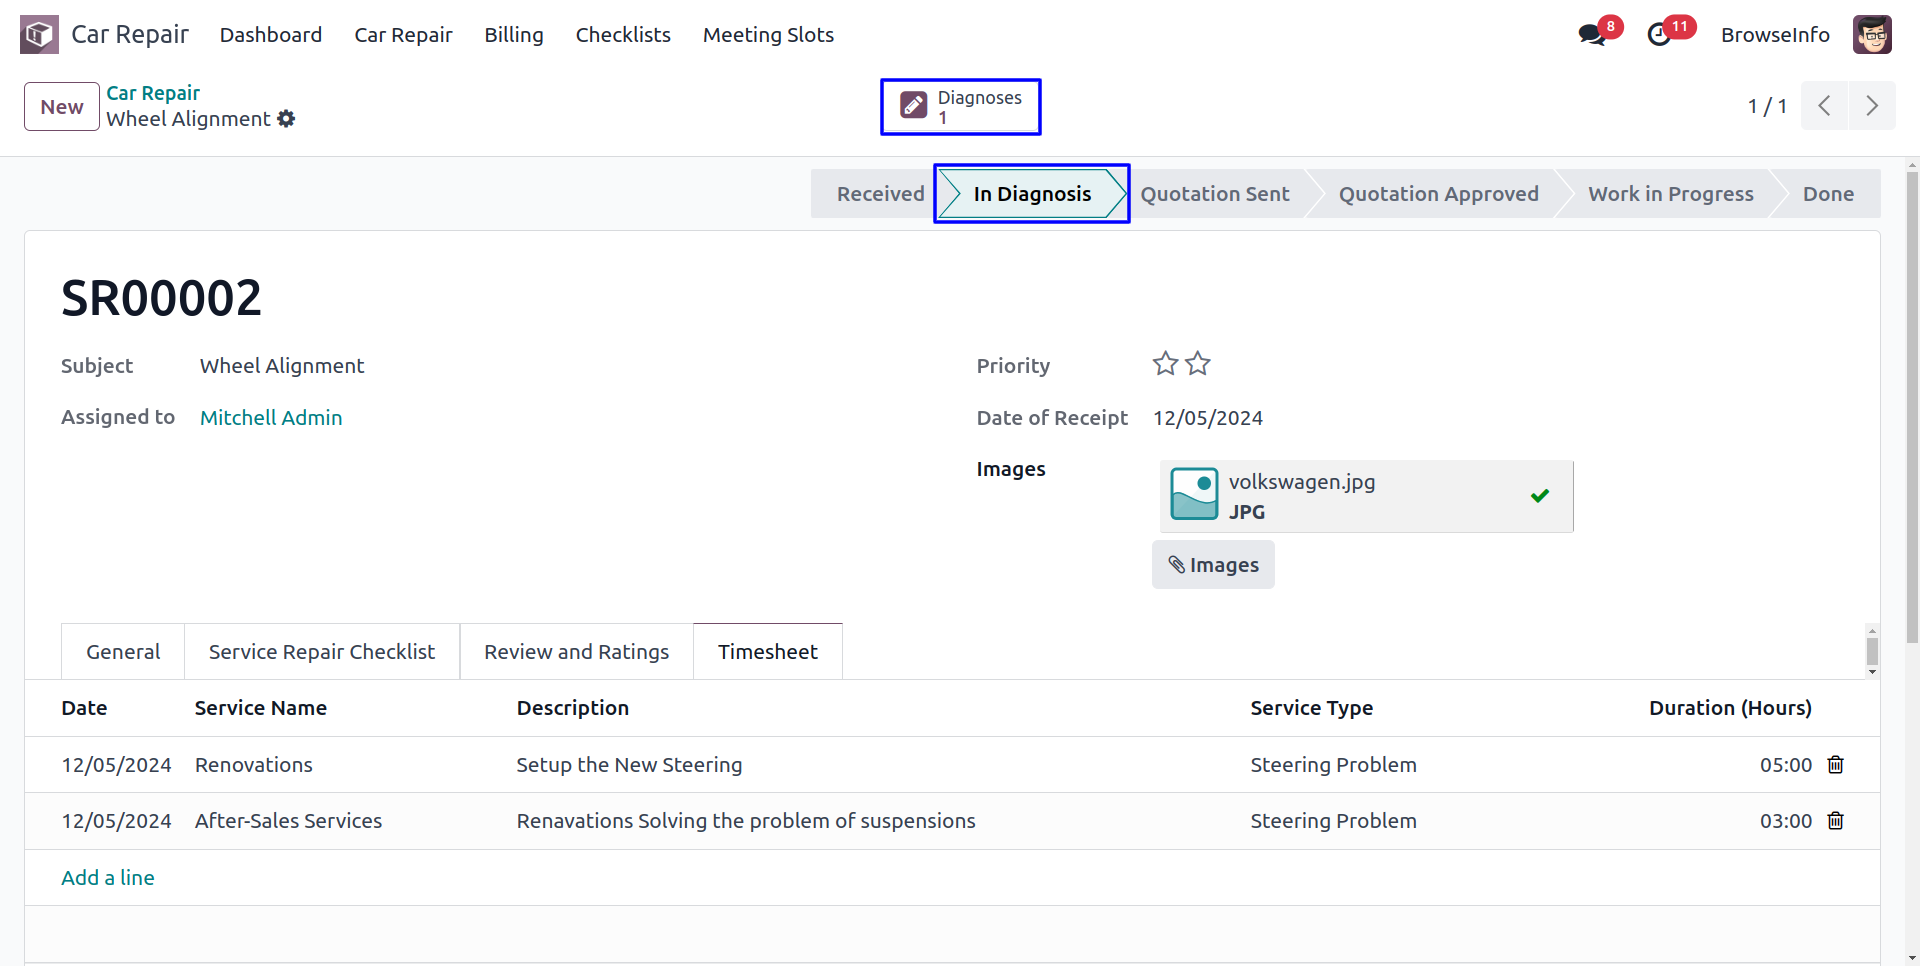 Car Repair Dashboard Car Repair Billing Checklists Meeting Slots 8 11 BrowseInfo
New Car Repair Wheel Alignment Diagnoses 1 1 / 1
Received In Diagnosis Quotation Sent Quotation Approved Work in Progress Done
SR00002
Subject Wheel Alignment Priority
Assigned to Mitchell Admin Date of Receipt 12/05/2024
Images volkswagen.jpg
JPG
Images
General Service Repair Checklist Review and Ratings Timesheet
Date Service Name Description Service Type Duration (Hours)
12/05/2024 Renovations Setup the New Steering Steering Problem 05:00
12/05/2024 After-Sales Services Renavations Solving the problem of suspensions Steering Problem 03:00
Add a line